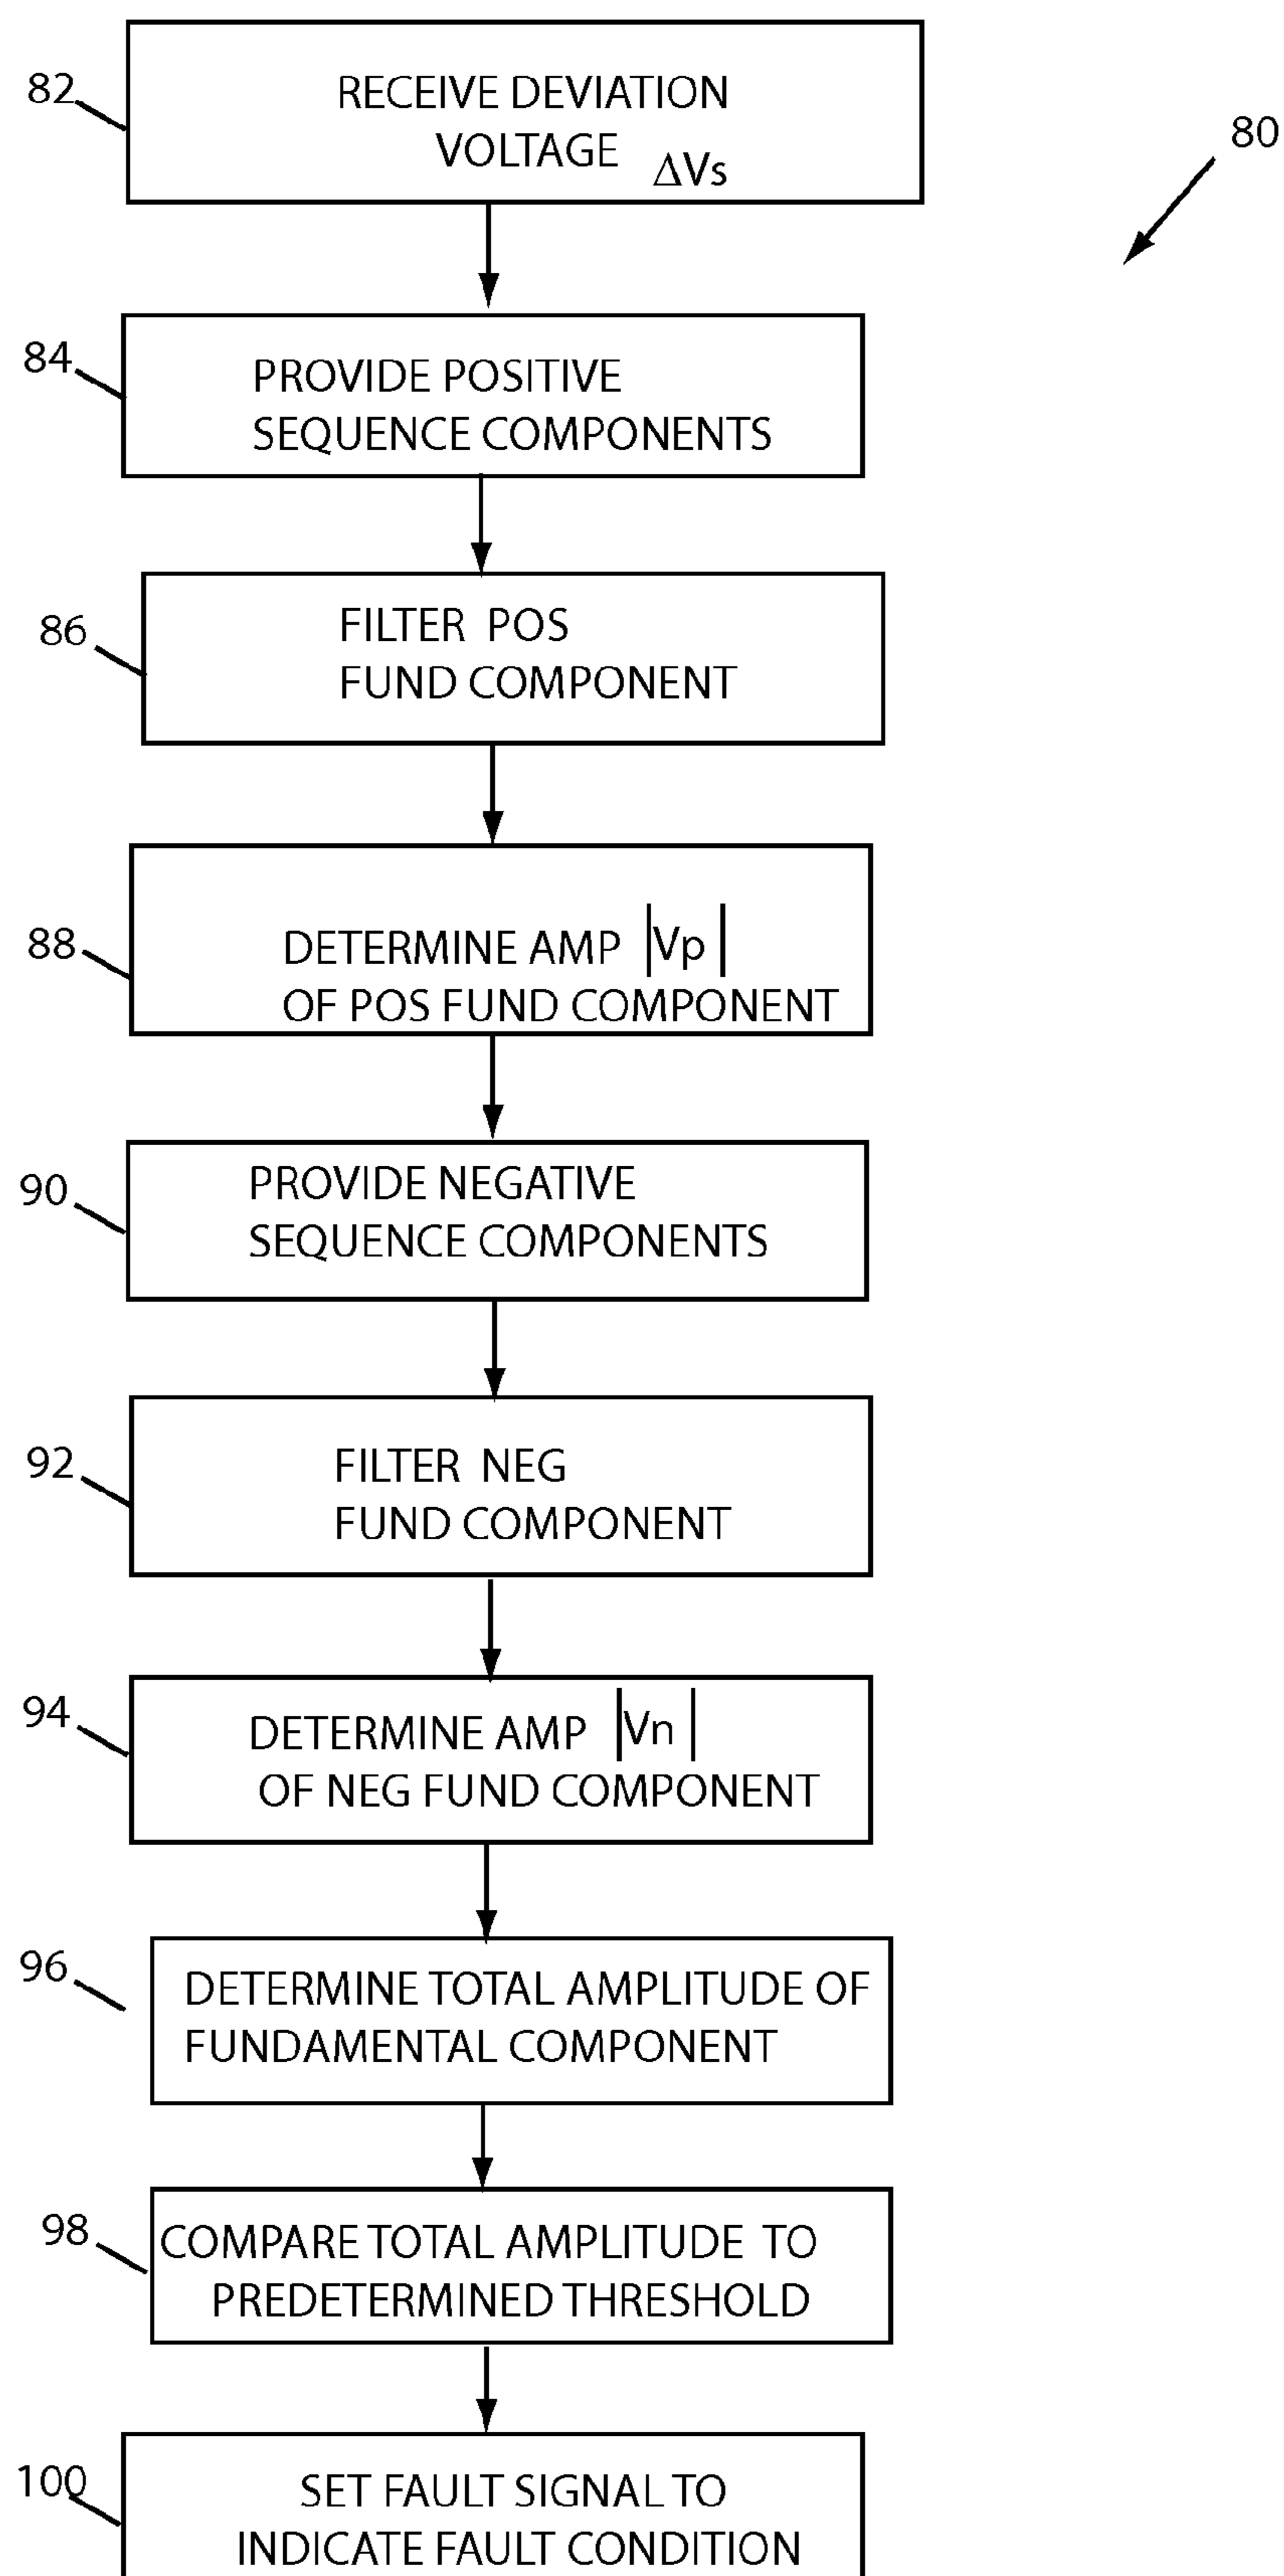 82
RECEIVE DEVIATION
VOLTAGE ΔVs
80
84
PROVIDE POSITIVE
SEQUENCE COMPONENTS
86
FILTER POS
FUND COMPONENT
88
DETERMINE AMP |Vp|
OF POS FUND COMPONENT
90
PROVIDE NEGATIVE
SEQUENCE COMPONENTS
92
FILTER NEG
FUND COMPONENT
94
DETERMINE AMP |Vn|
OF NEG FUND COMPONENT
96
DETERMINE TOTAL AMPLITUDE OF
FUNDAMENTAL COMPONENT
98
COMPARE TOTAL AMPLITUDE TO
PREDETERMINED THRESHOLD
100
SET FAULT SIGNAL TO
INDICATE FAULT CONDITION